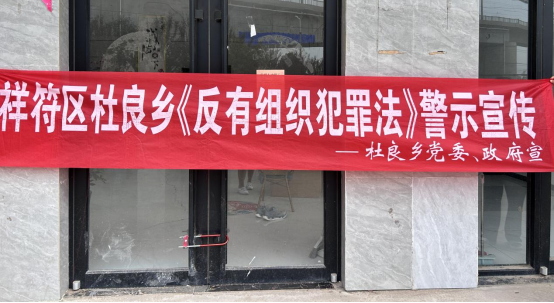 祥符区杜良乡《反有组织犯罪法》警示宣传
—杜良乡党委、政府宣